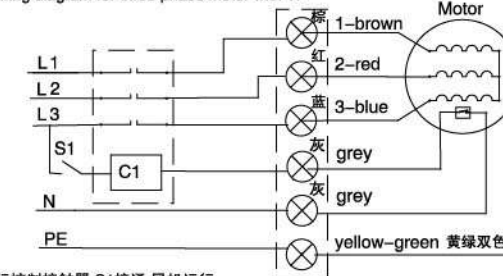 Motor
棕
1-brown
红
2-red
L1
L2
蓝
3-blue
L3
S1
C1
灰
grey
灰
grey
N
PE
yellow-green 黄绿双色